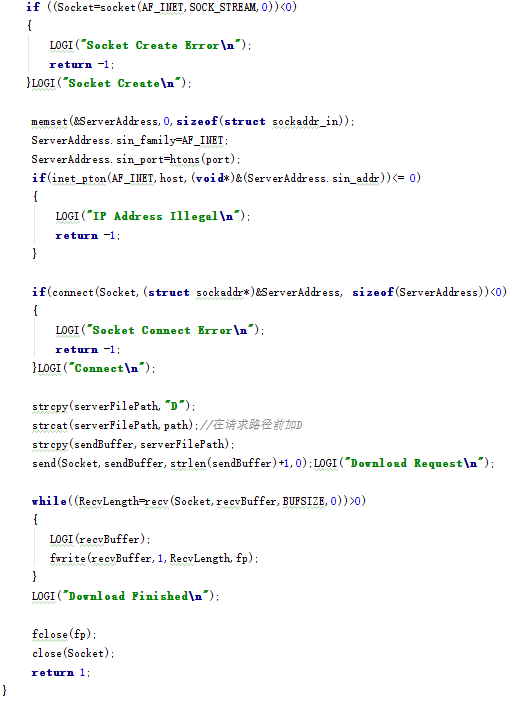 if ((Socket=socket(AF_INET,SOCK_STREAM,0))<0)
{
LOGI("Socket Create Error\n");
return -1;
}LOGI("Socket Create\n");
memset(&ServerAddress,0,sizeof(struct sockaddr_in));
ServerAddress.sin_family=AF_INET;
ServerAddress.sin_port=htons(port);
if(inet_pton(AF_INET,host,(void*)&(ServerAddress.sin_addr))<= 0)
{
LOGI("IP Address Illegal\n");
return -1;
}
if(connect(Socket,(struct sockaddr*)&ServerAddress, sizeof(ServerAddress))<0)
{
LOGI("Socket Connect Error\n");
return -1;
}LOGI("Connect\n");
strcpy(serverFilePath,"D");
strcat(serverFilePath,path);//在请求路径前加D
strcpy(sendBuffer,serverFilePath);
send(Socket,sendBuffer,strlen(sendBuffer)+1,0);LOGI("Download Request\n");
while((RecvLength=recv(Socket,recvBuffer,BUFSIZE,0))>0)
{
LOGI(recvBuffer);
fwrite(recvBuffer,1,RecvLength,fp);
}
LOGI("Download Finished\n");
fclose(fp);
close(Socket);
return 1;
}